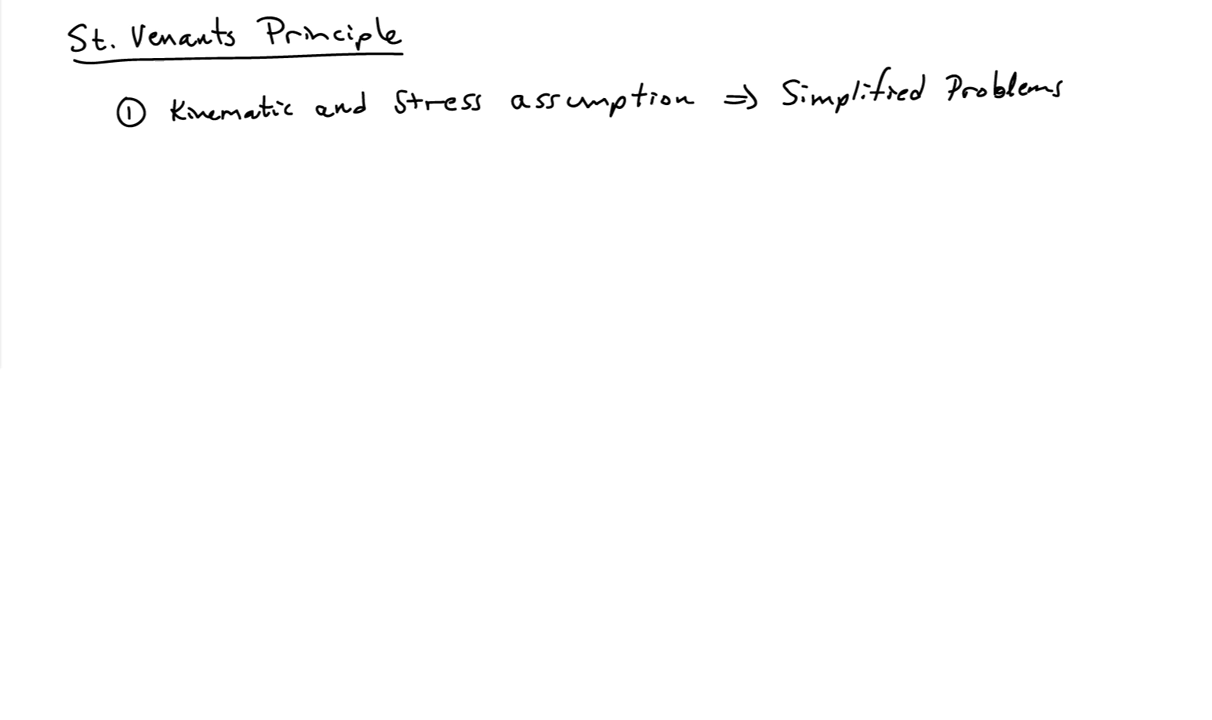 St. Venants Principle
① Kinematic and Stress assumption ⇒ Simplified Problems